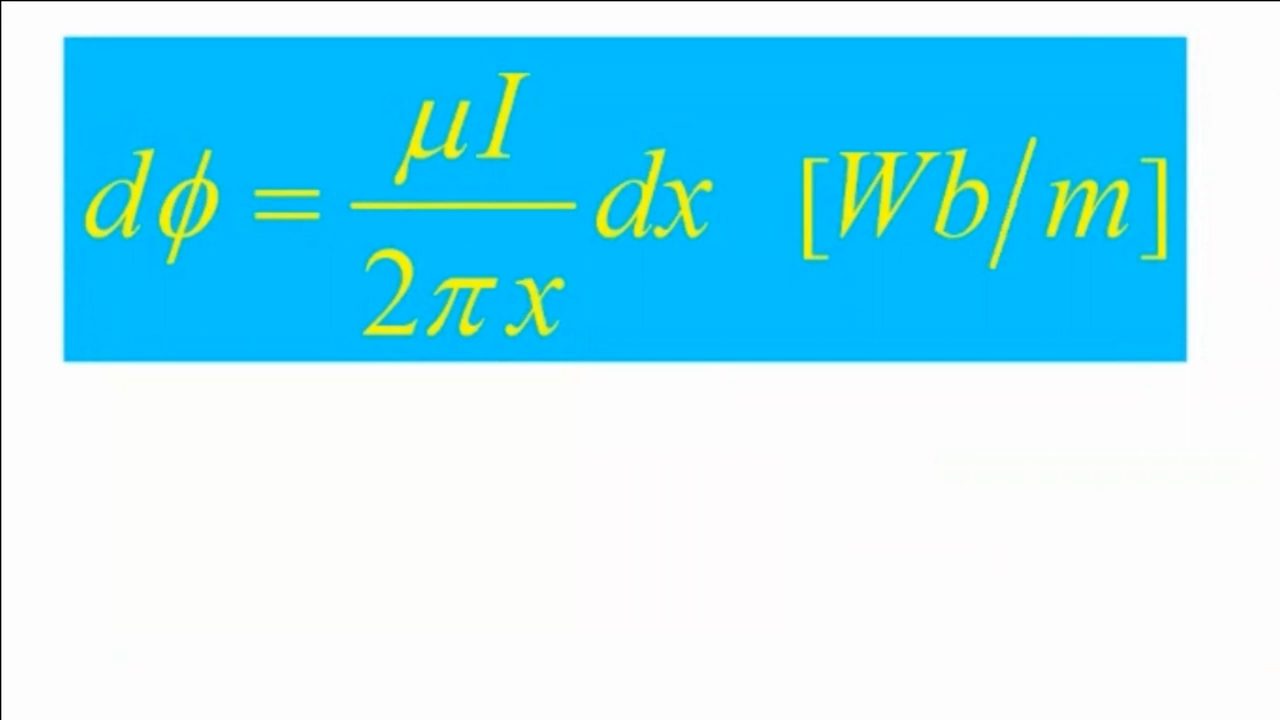 dϕ = μI / 2πx dx [Wb/m]